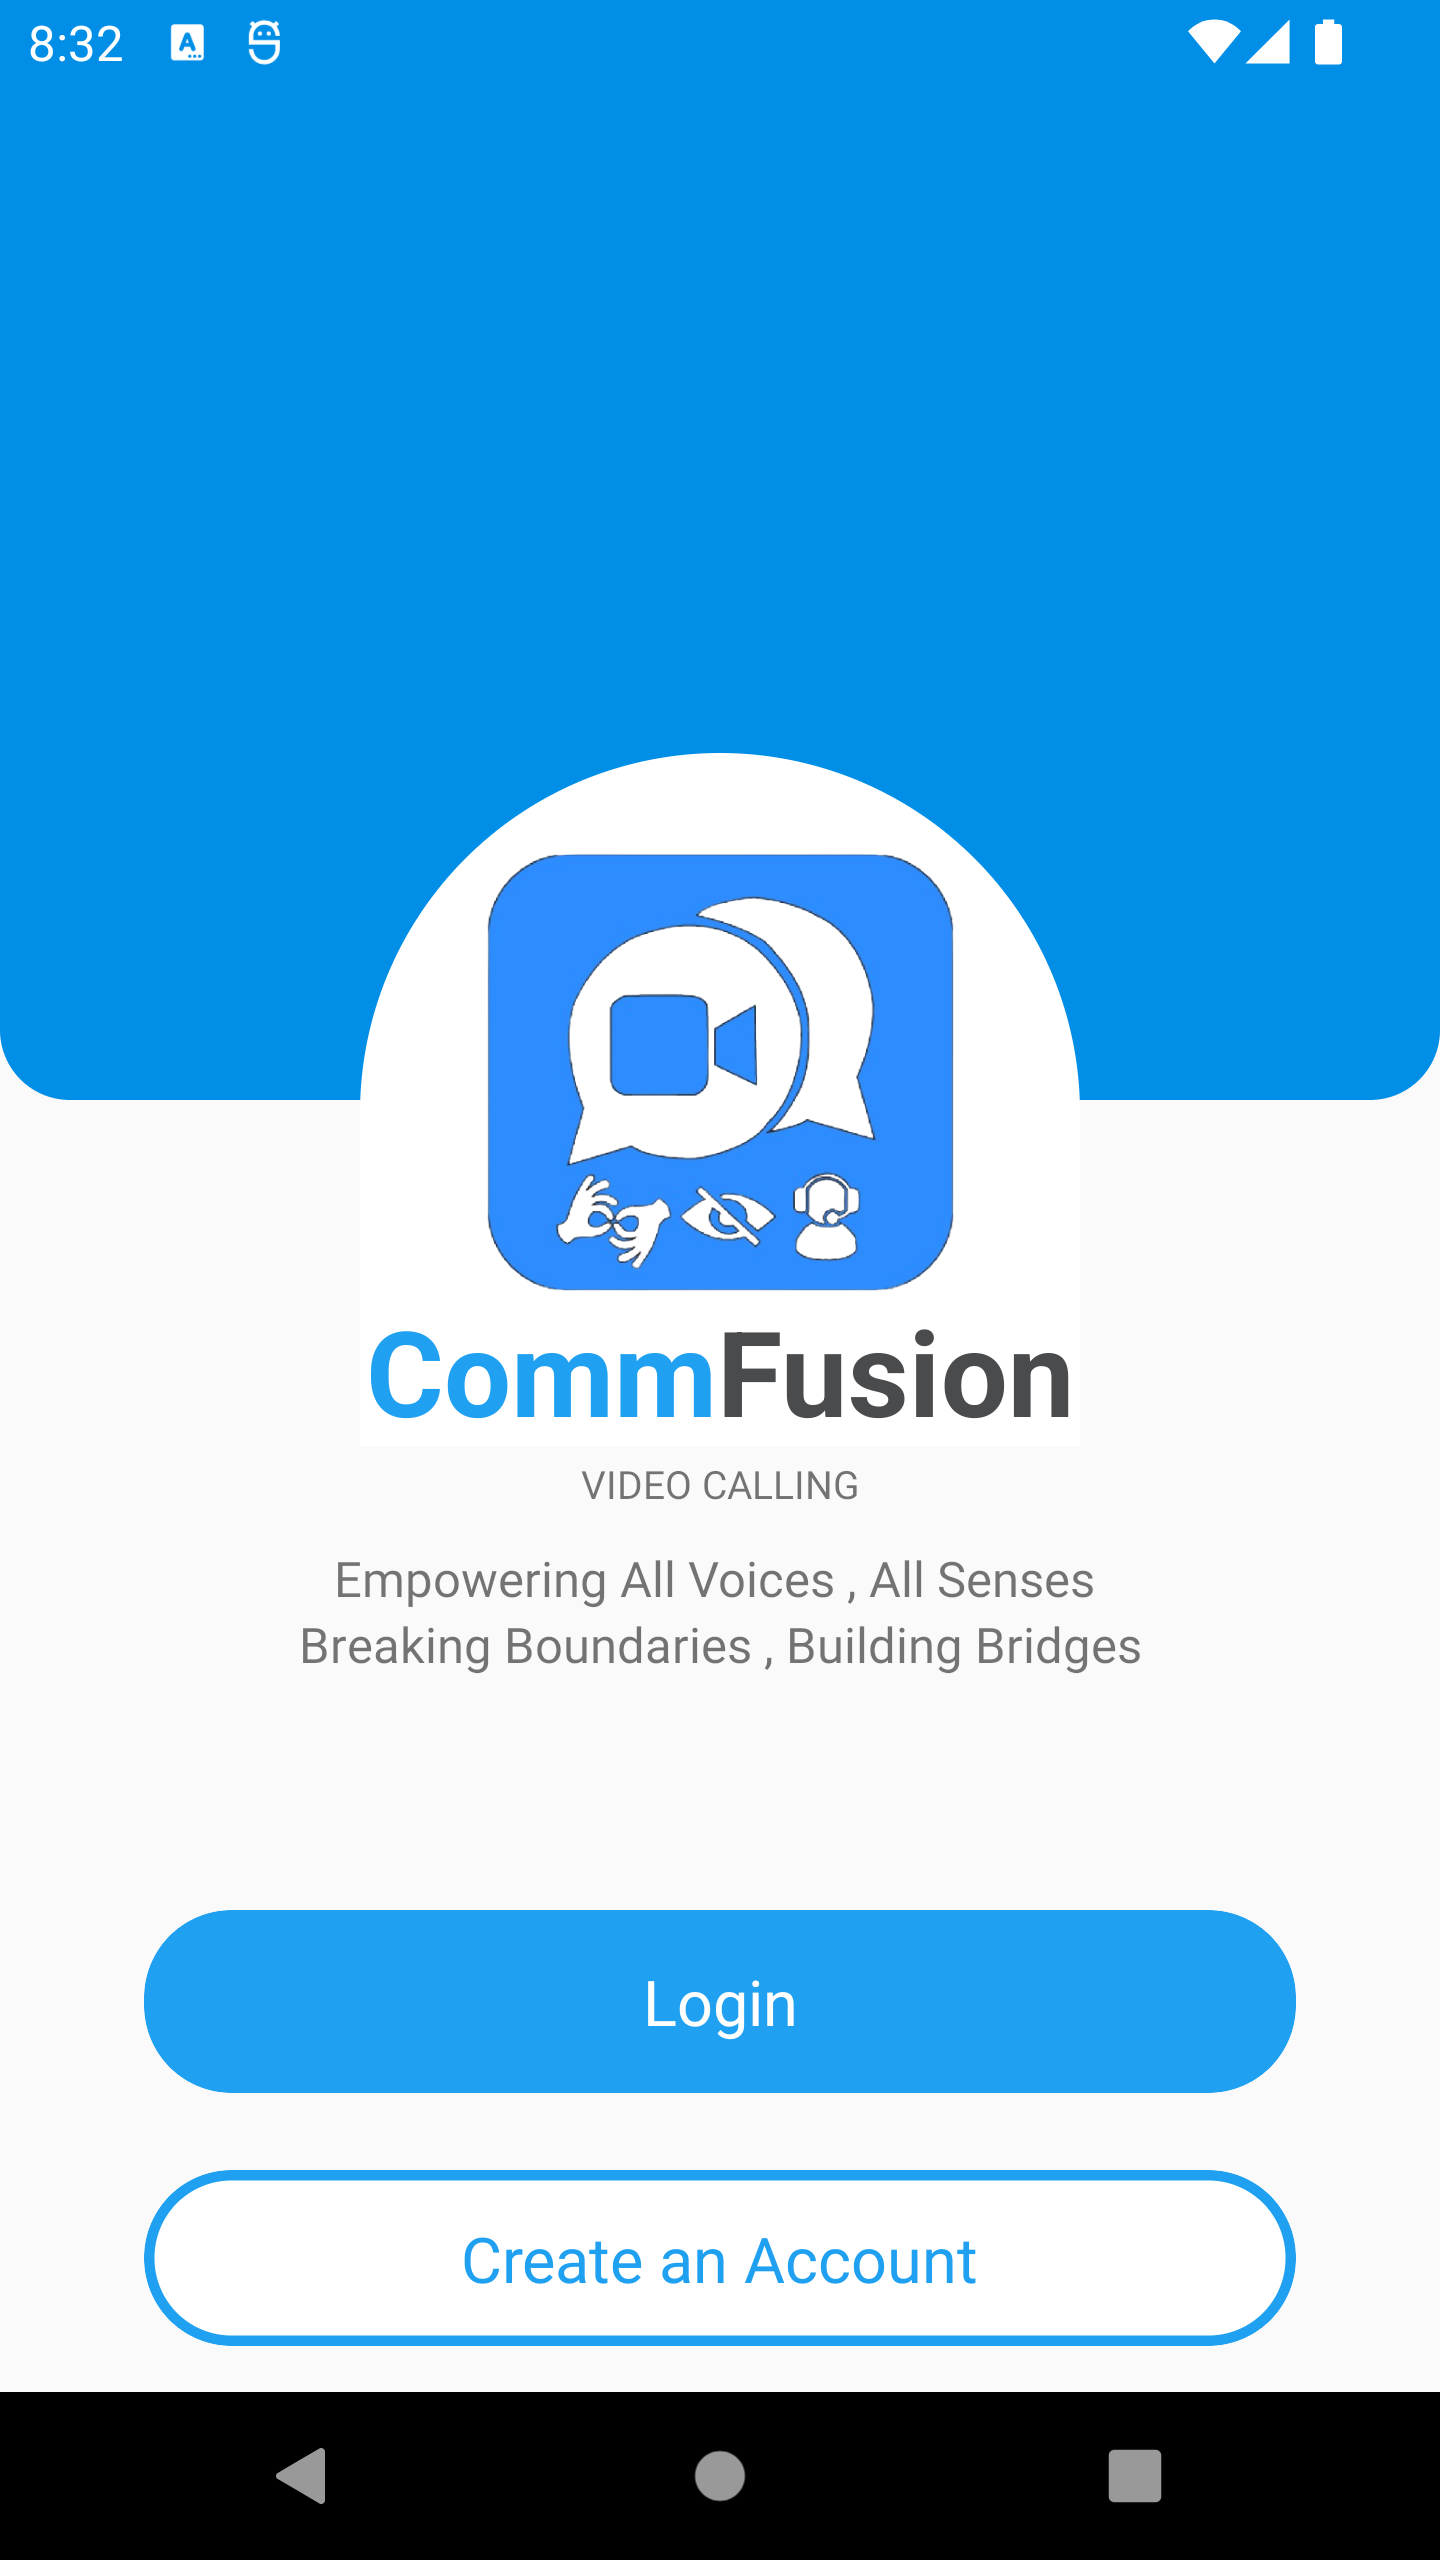 8:32
CommFusion
VIDEO CALLING
Empowering All Voices , All Senses
Breaking Boundaries , Building Bridges
Login
Create an Account